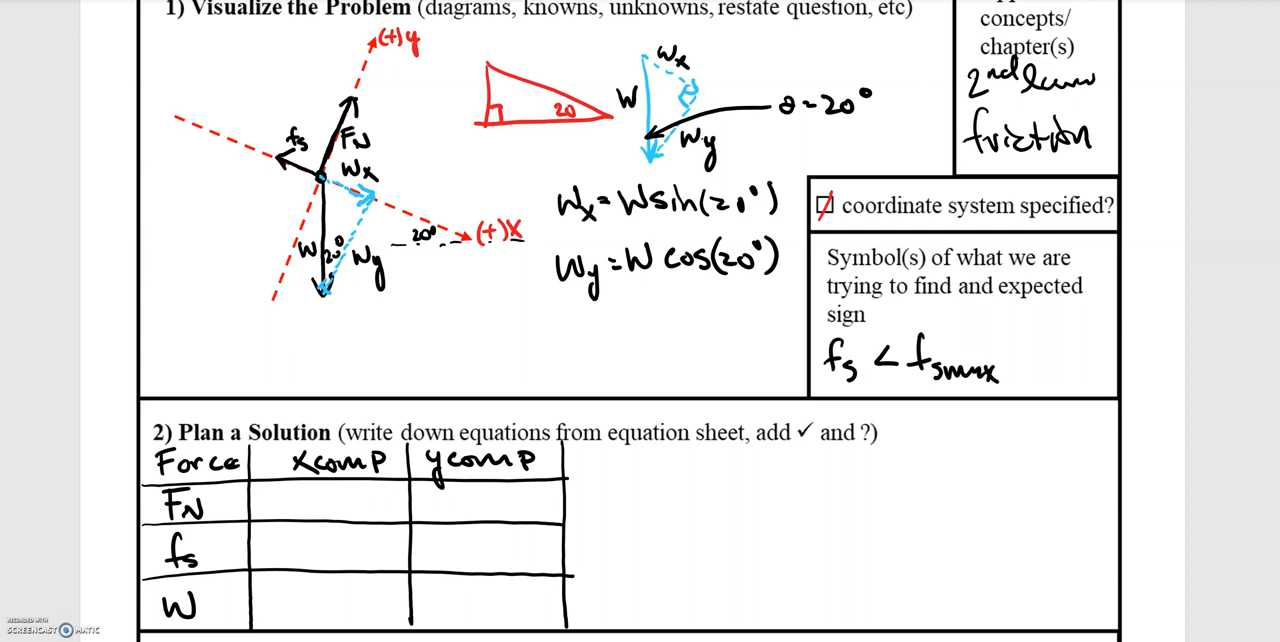 1) Visualize the Problem (diagrams, knowns, unknowns, restate question, etc)
concepts/
chapter(s)
2nd law
friction
(+)y
fs
FN
Wx
W
20°
Wy
20°
(+)x
20
Wx
W
Wy
θ=20°
Wx=Wsin(20°)
Wy=W cos(20°)
coordinate system specified?
Symbol(s) of what we are
trying to find and expected
sign
fs < fsmax
2) Plan a Solution (write down equations from equation sheet, add ✓ and ?)
Force xcomp ycomp
FN
fs
W
RECORDED WITH
SCREENCAST MATIC